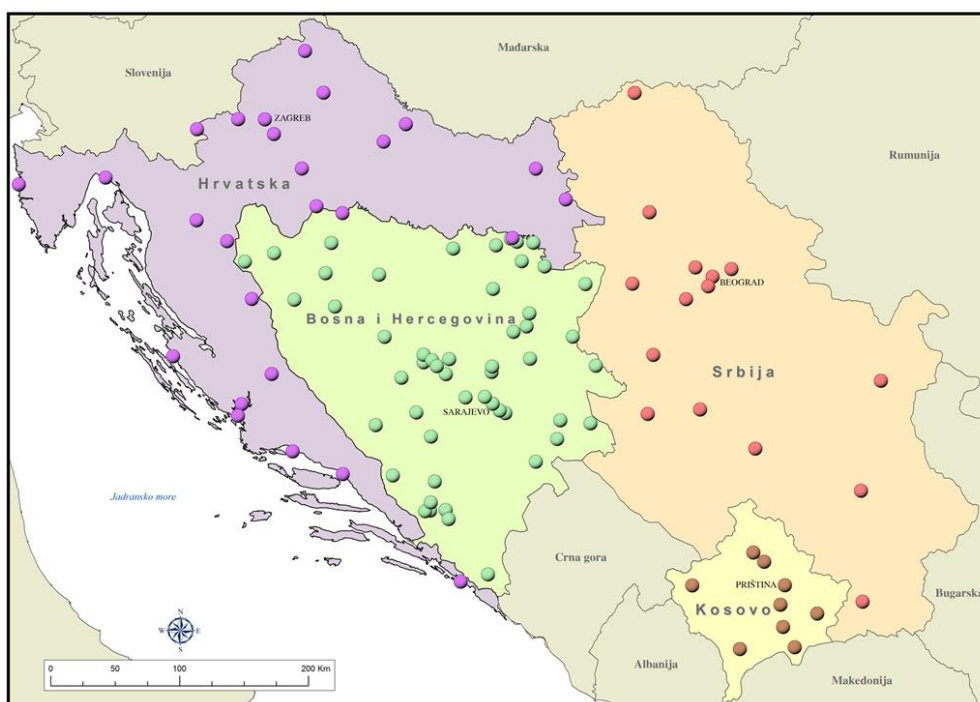 Mađarska
Slovenija
ZAGREB
Rumunija
Hrvatska
BEOGRAD
Bosna i Hercegovina
Srbija
SARAJEVO
Jadransko more
Crna gora
PRIŠTINA
Kosovo
Bugarska
N
W
E
S
Albanija
Makedonija
0
50
100
200 Km